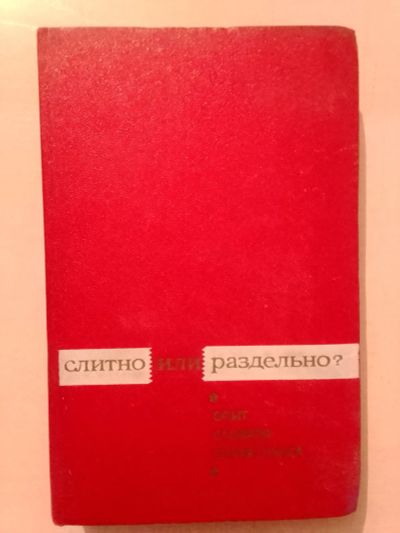 слитно или раздельно?
опыт
словаря
справочника